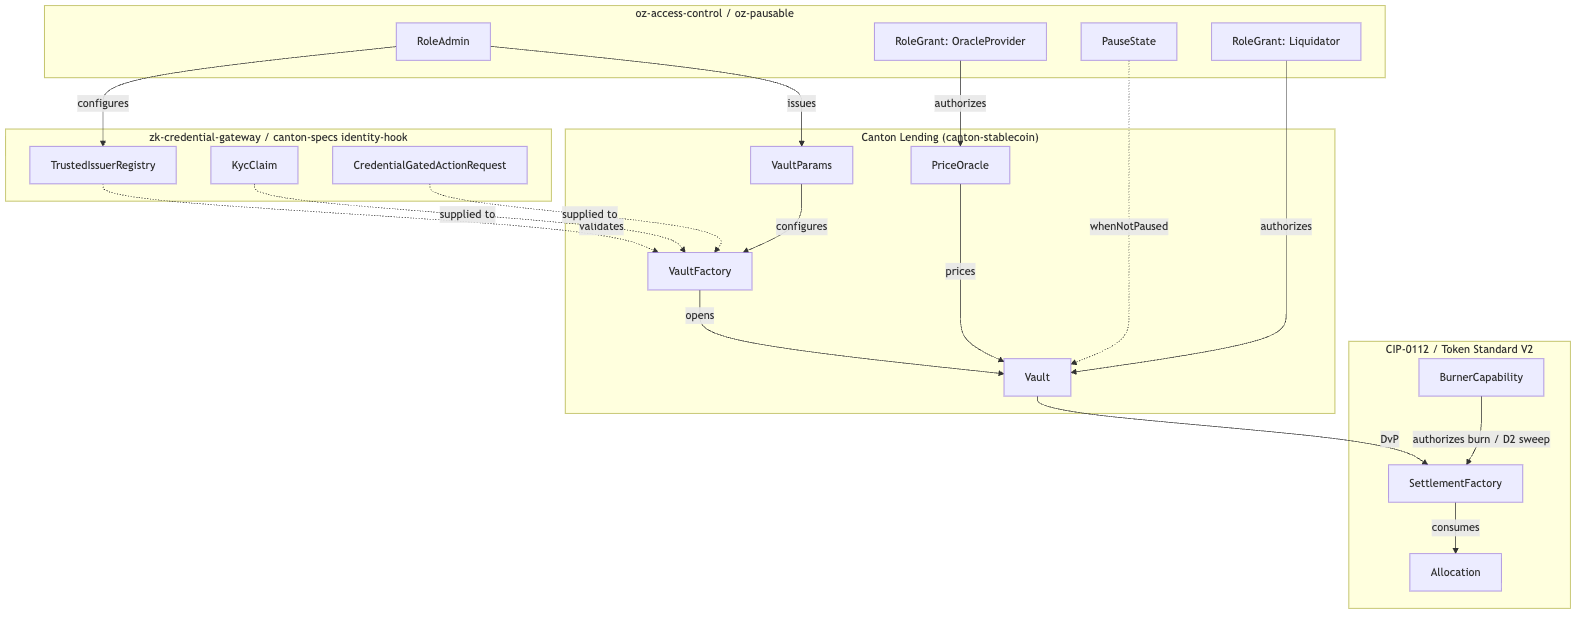 oz-access-control / oz-pausable
RoleAdmin
RoleGrant: OracleProvider
PauseState
RoleGrant: Liquidator
configures
issues
authorizes
zk-credential-gateway / canton-specs identity-hook
Canton Lending (canton-stablecoin)
TrustedIssuerRegistry
KycClaim
CredentialGatedActionRequest
VaultParams
PriceOracle
supplied to
supplied to
validates
configures
whenNotPaused
authorizes
VaultFactory
prices
opens
CIP-0112 / Token Standard V2
Vault
BurnerCapability
DvP
authorizes burn / D2 sweep
SettlementFactory
consumes
Allocation